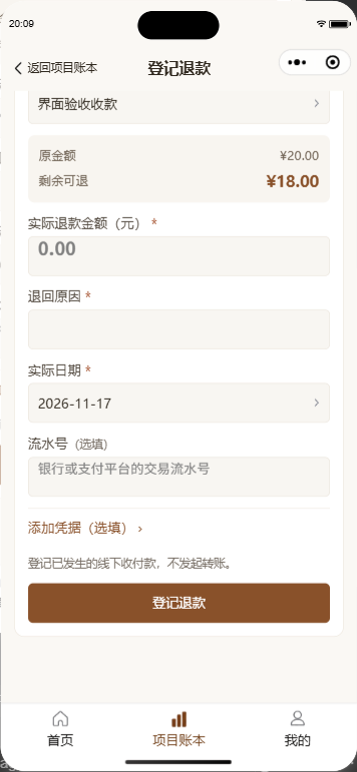 20:09
返回项目账本
登记退款
界面验收收款
原金额 ¥20.00
剩余可退 ¥18.00
实际退款金额（元） *
0.00
退回原因 *
实际日期 *
2026-11-17
流水号（选填）
银行或支付平台的交易流水号
添加凭据（选填） ›
登记已发生的线下收付款，不发起转账。
登记退款
首页
项目账本
我的